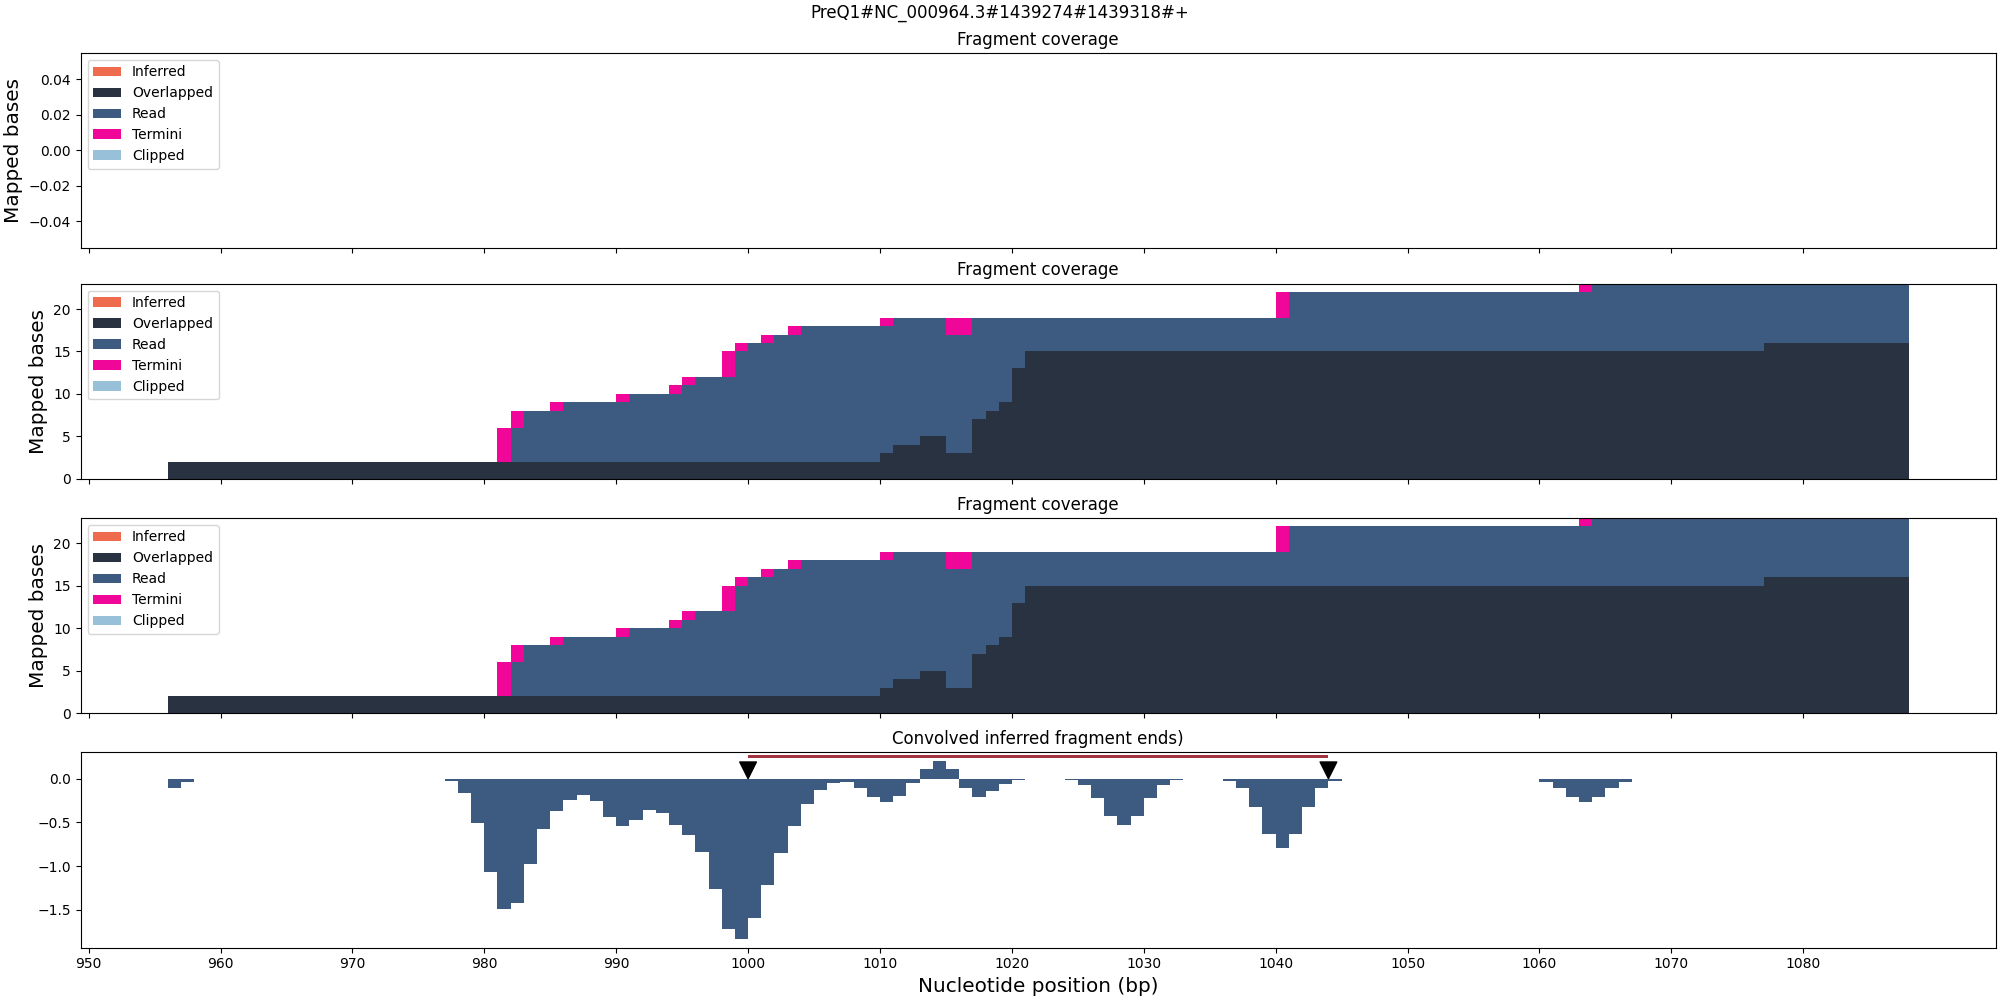 PreQ1#NC_000964.3#1439274#1439318#+
Fragment coverage
Mapped bases
0.04
0.02
0.00
−0.02
−0.04
Inferred
Overlapped
Read
Termini
Clipped
Fragment coverage
Mapped bases
20
15
10
5
0
Inferred
Overlapped
Read
Termini
Clipped
Fragment coverage
Mapped bases
20
15
10
5
0
Inferred
Overlapped
Read
Termini
Clipped
Convolved inferred fragment ends)
0.0
−0.5
−1.0
−1.5
950 960 970 980 990 1000 1010 1020 1030 1040 1050 1060 1070 1080
Nucleotide position (bp)